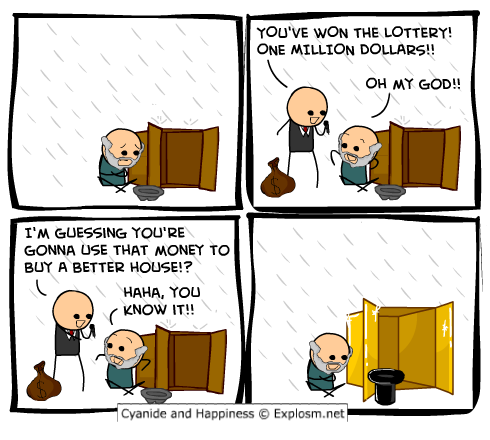 YOU'VE WON THE LOTTERY!
ONE MILLION DOLLARS!!
OH MY GOD!!
$
I'M GUESSING YOU'RE
GONNA USE THAT MONEY TO
BUY A BETTER HOUSE!?
HAHA, YOU
KNOW IT!!
$
Cyanide and Happiness © Explosm.net